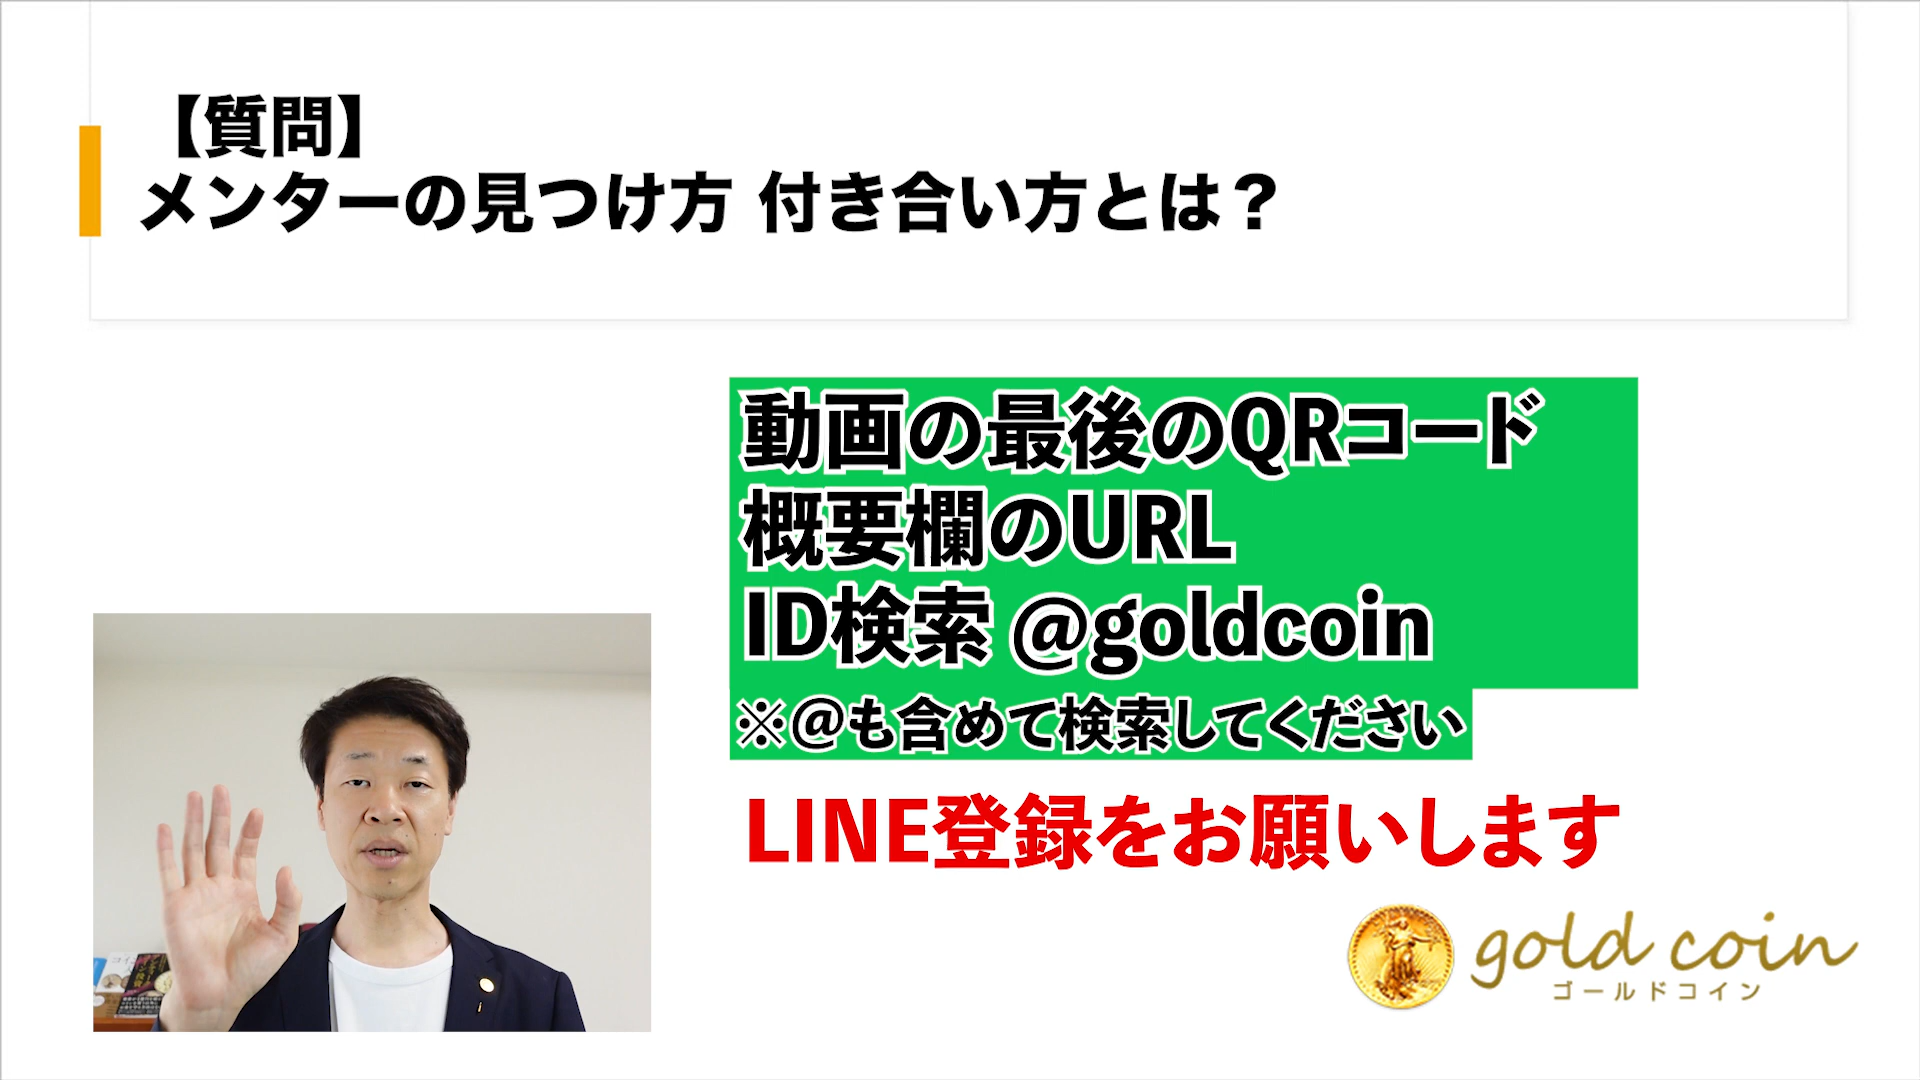 【質問】
メンターの見つけ方 付き合い方とは？
動画の最後のQRコード
概要欄のURL
ID検索 @goldcoin
※@も含めて検索してください
LINE登録をお願いします
gold coin
ゴールドコイン